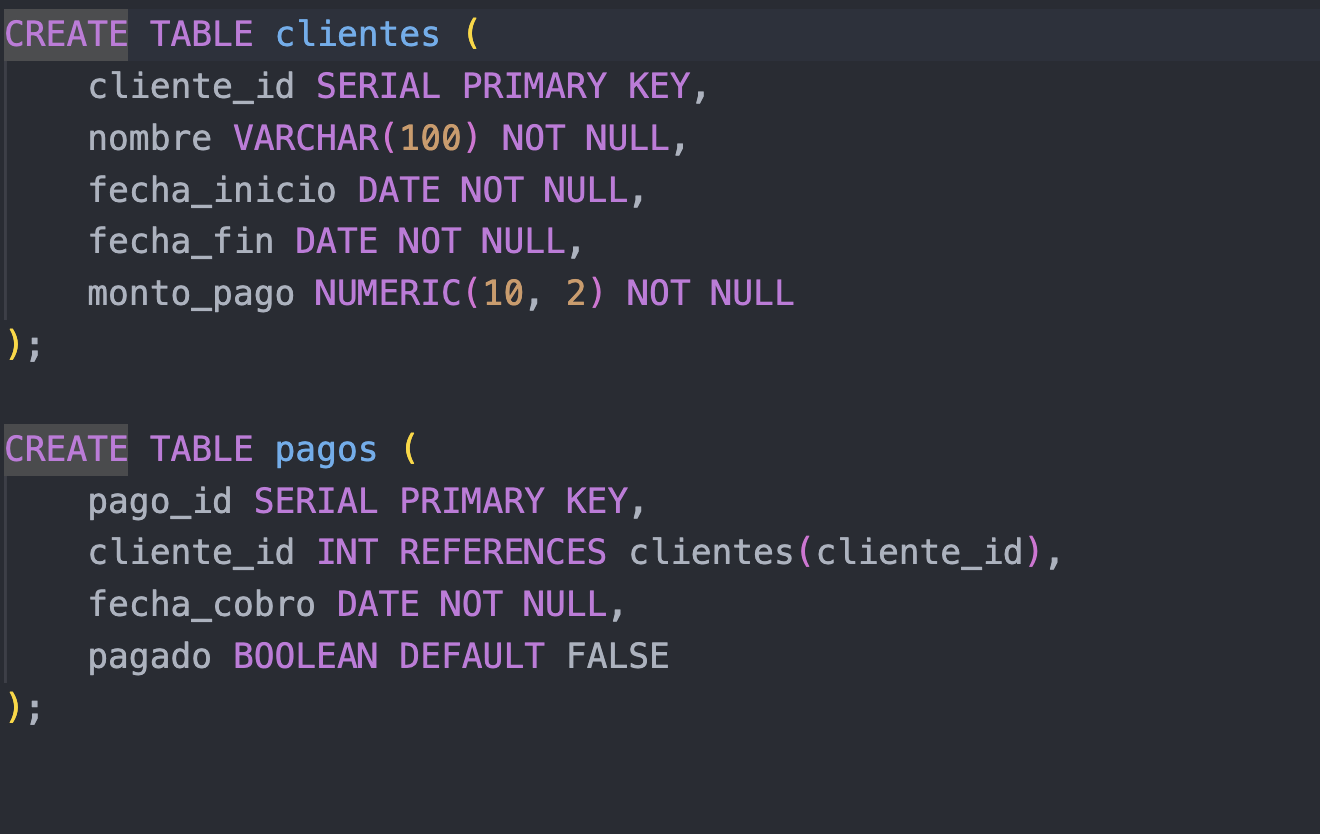 CREATE TABLE clientes (
    cliente_id SERIAL PRIMARY KEY,
    nombre VARCHAR(100) NOT NULL,
    fecha_inicio DATE NOT NULL,
    fecha_fin DATE NOT NULL,
    monto_pago NUMERIC(10, 2) NOT NULL
);
CREATE TABLE pagos (
    pago_id SERIAL PRIMARY KEY,
    cliente_id INT REFERENCES clientes(cliente_id),
    fecha_cobro DATE NOT NULL,
    pagado BOOLEAN DEFAULT FALSE
);